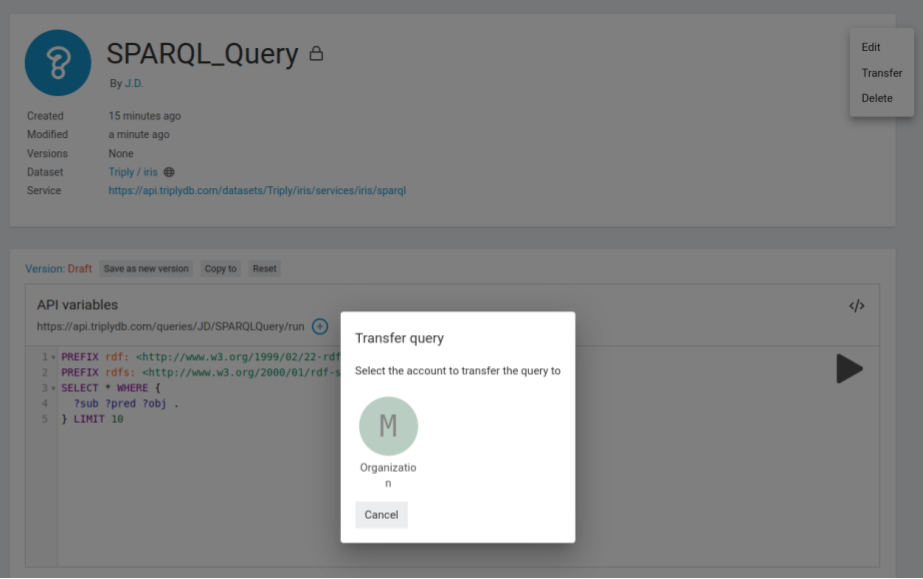 SPARQL_Query
By J.D.
Created 15 minutes ago
Modified a minute ago
Versions None
Dataset Triply / iris
Service https://api.triplydb.com/datasets/Triply/iris/services/iris/sparql
Edit
Transfer
Delete
Version: Draft Save as new version Copy to Reset
API variables
</>
https://api.triplydb.com/queries/JD/SPARQLQuery/run
1 PREFIX rdf: <http://www.w3.org/1999/02/22-rdf
2 PREFIX rdfs: <http://www.w3.org/2000/01/rdf-s
3 SELECT * WHERE {
4 ?sub ?pred ?obj .
5 } LIMIT 10
Transfer query
Select the account to transfer the query to
M
Organizatio
n
Cancel